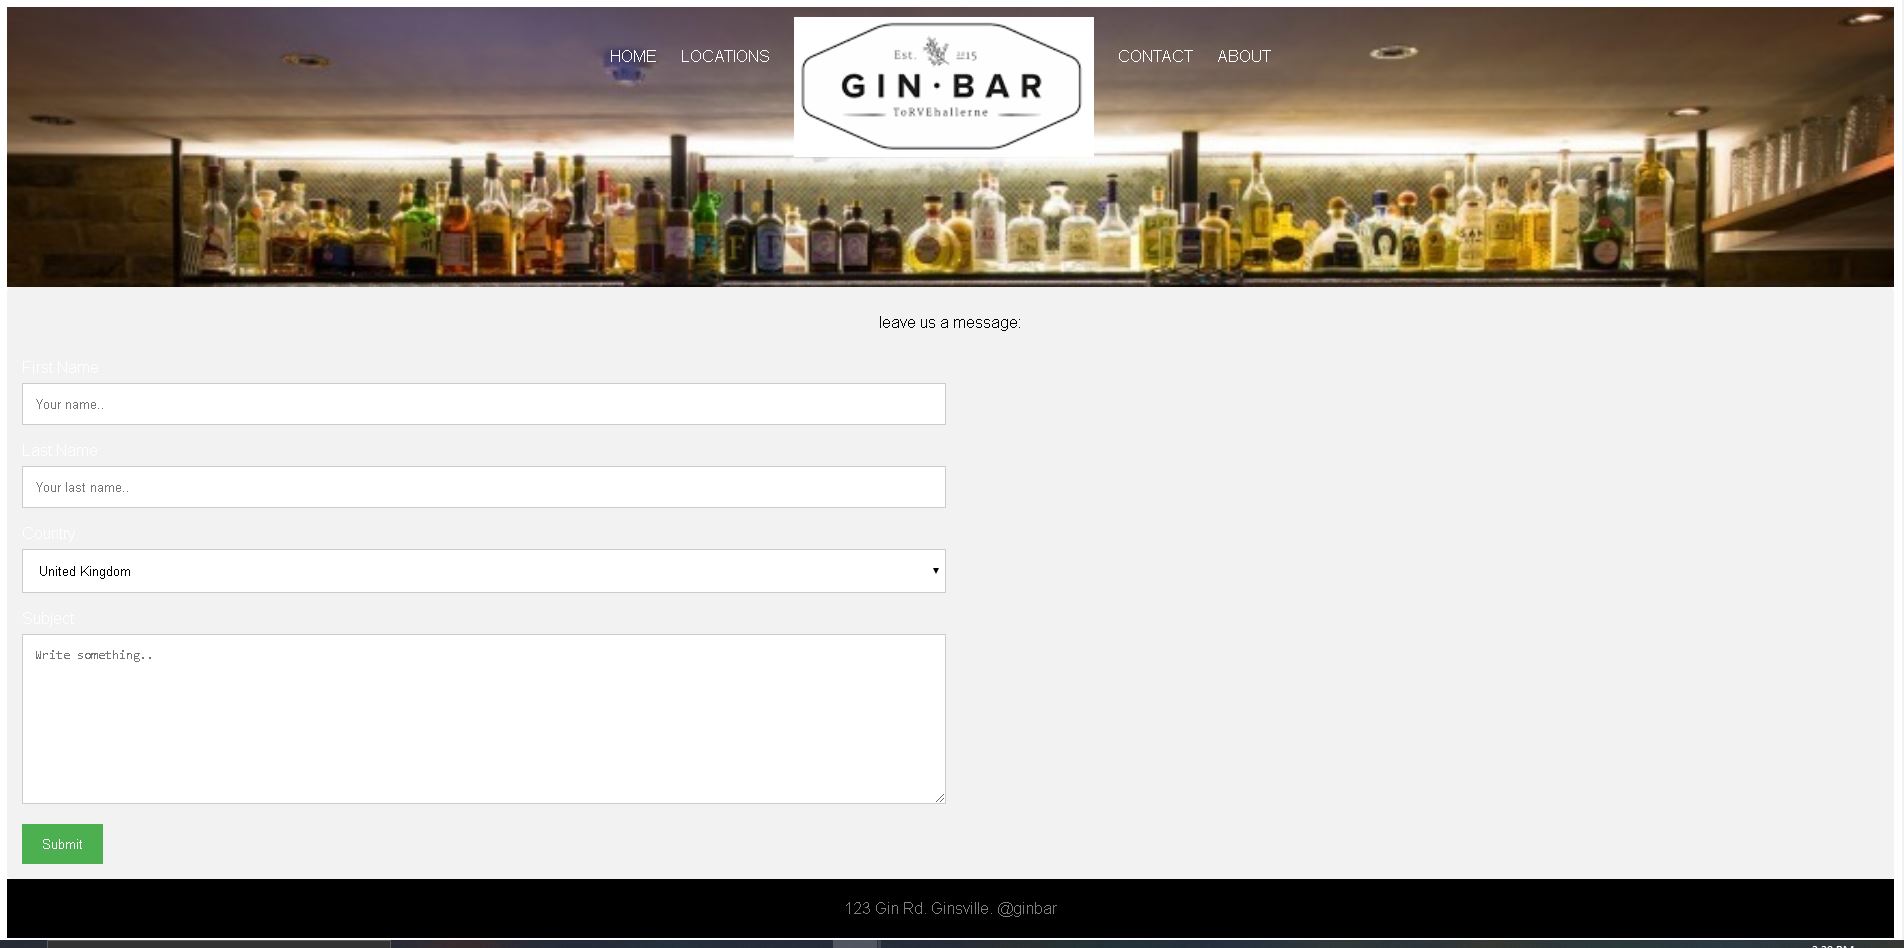 HOME LOCATIONS CONTACT ABOUT
Est. 2015
GIN·BAR
ToRVEhallerne
leave us a message:
First Name
Your name..
Last Name
Your last name..
Country
United Kingdom
Subject
Write something..
Submit
123 Gin Rd. Ginsville. @ginbar